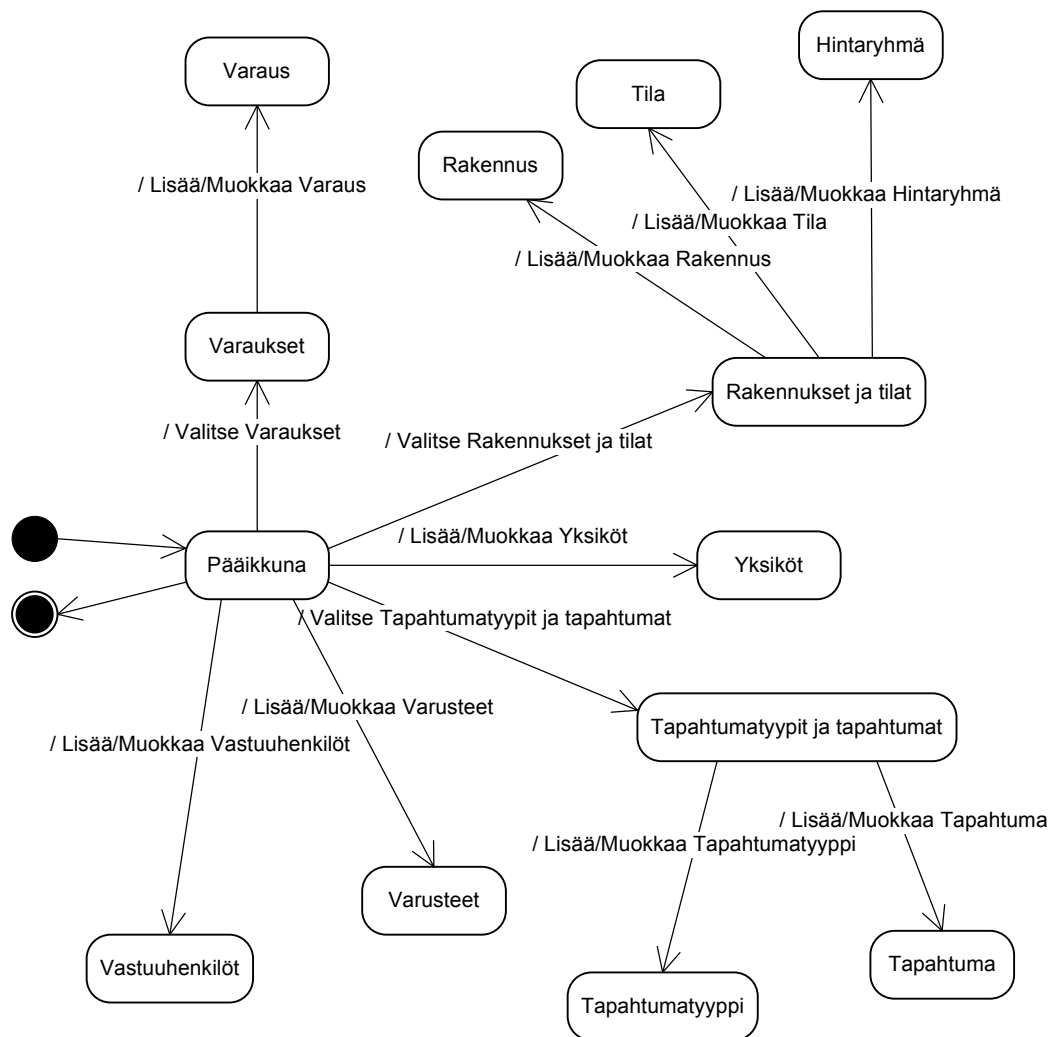 Hintaryhmä
Varaus
Tila
Rakennus
/ Lisää/Muokkaa Varaus
/ Lisää/Muokkaa Hintaryhmä
/ Lisää/Muokkaa Tila
/ Lisää/Muokkaa Rakennus
Varaukset
Rakennukset ja tilat
/ Valitse Varaukset
/ Valitse Rakennukset ja tilat
/ Lisää/Muokkaa Yksiköt
Pääikkuna
Yksiköt
/ Valitse Tapahtumatyypit ja tapahtumat
/ Lisää/Muokkaa Varusteet
Tapahtumatyypit ja tapahtumat
/ Lisää/Muokkaa Vastuuhenkilöt
/ Lisää/Muokkaa Tapahtuma
/ Lisää/Muokkaa Tapahtumatyyppi
Varusteet
Vastuuhenkilöt
Tapahtuma
Tapahtumatyyppi